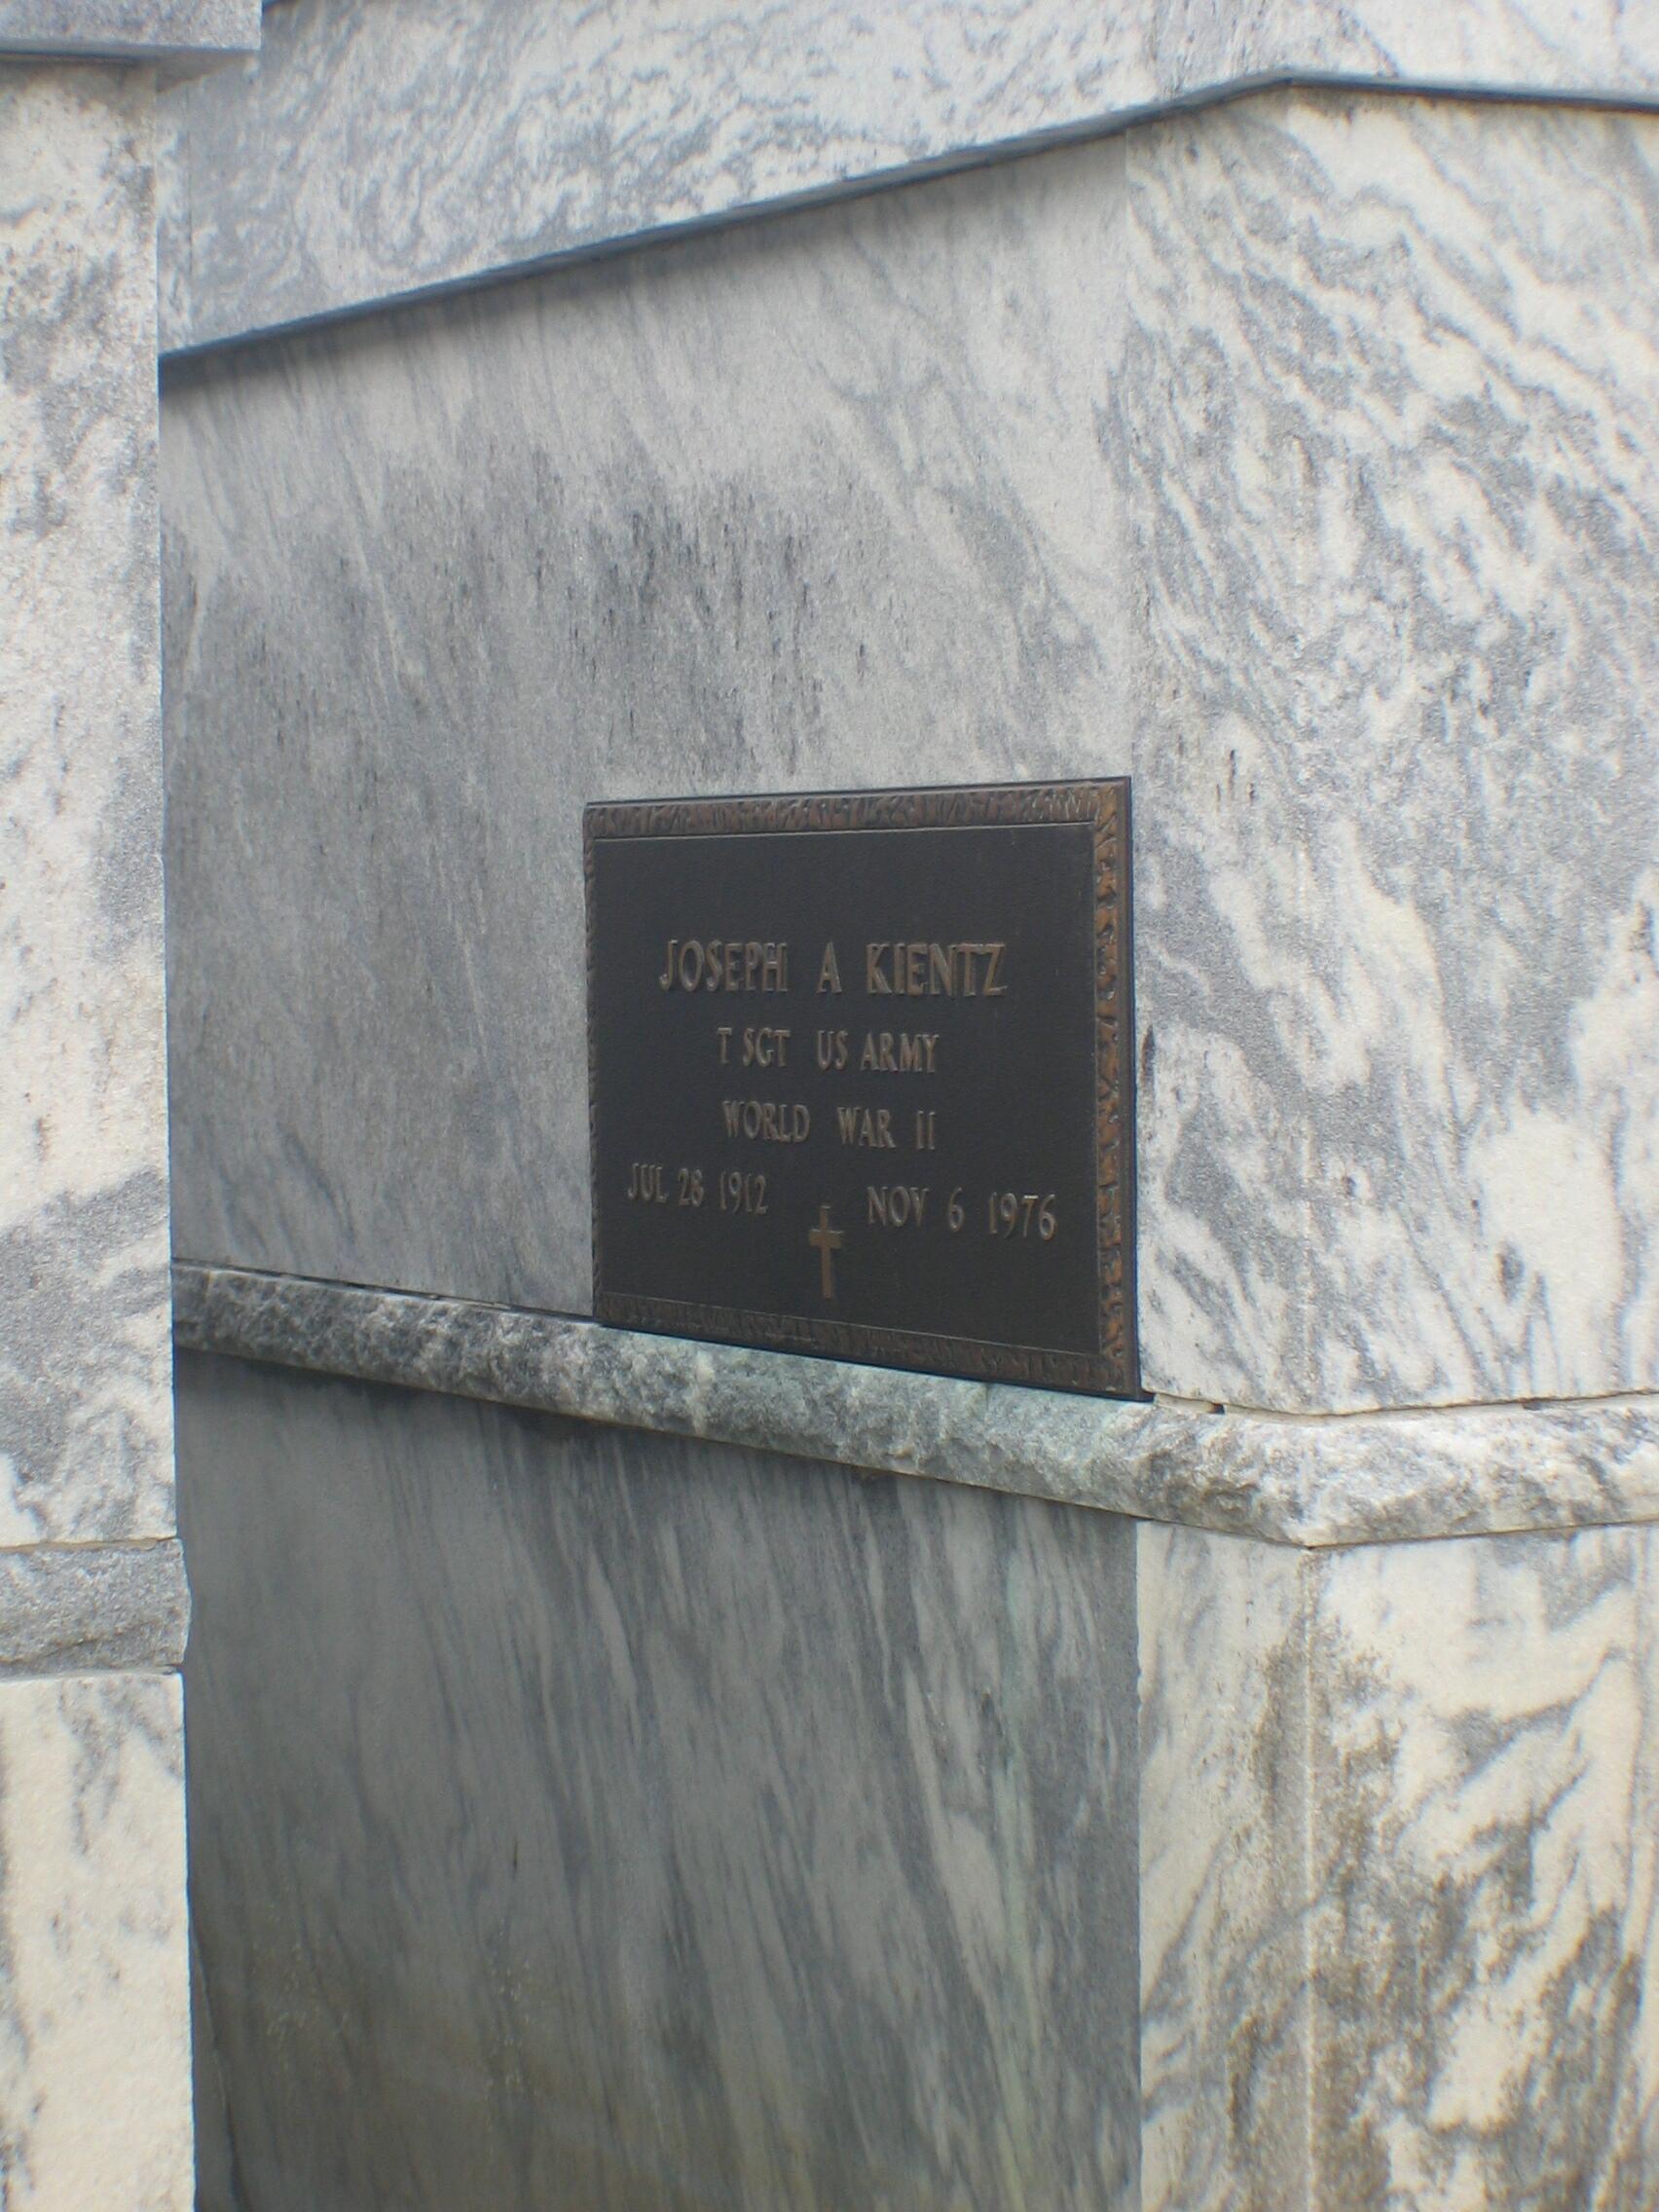 JOSEPH A KIENTZ
T SGT US ARMY
WORLD WAR II
JUL 28 1912 NOV 6 1976